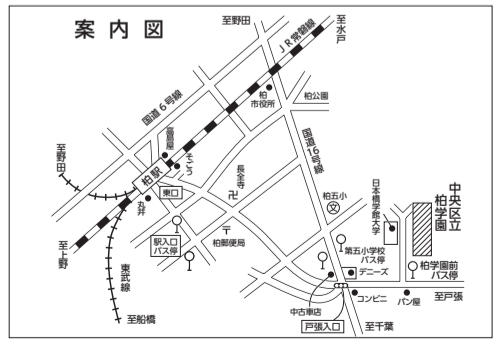 案内図
至野田
至水戸
JR常磐線
国道6号線
柏市役所
柏公園
国道16号線
至野田
高島屋
そごう
柏駅
東口
丸井
長全寺
卍
柏五小
文
日本橋学館大学
中央区立
柏学園
駅入口
バス停
〒
柏郵便局
第五小学校
バス停
柏学園前
バス停
デニーズ
至上野
東武線
至船橋
中古車店
戸張入口
コンビニ
パン屋
至戸張
至千葉